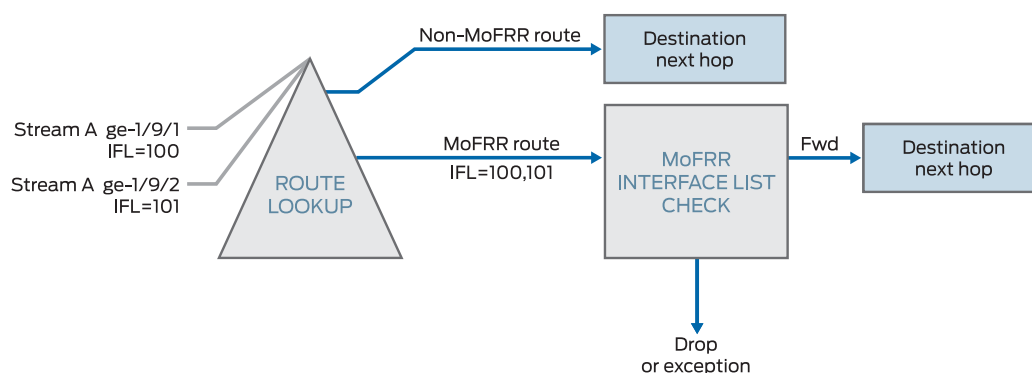 Non-MoFRR route
Destination
next hop
Stream A ge-1/9/1
IFL=100
Stream A ge-1/9/2
IFL=101
ROUTE
LOOKUP
MoFRR route
IFL=100,101
MoFRR
INTERFACE LIST
CHECK
Fwd
Destination
next hop
Drop
or exception